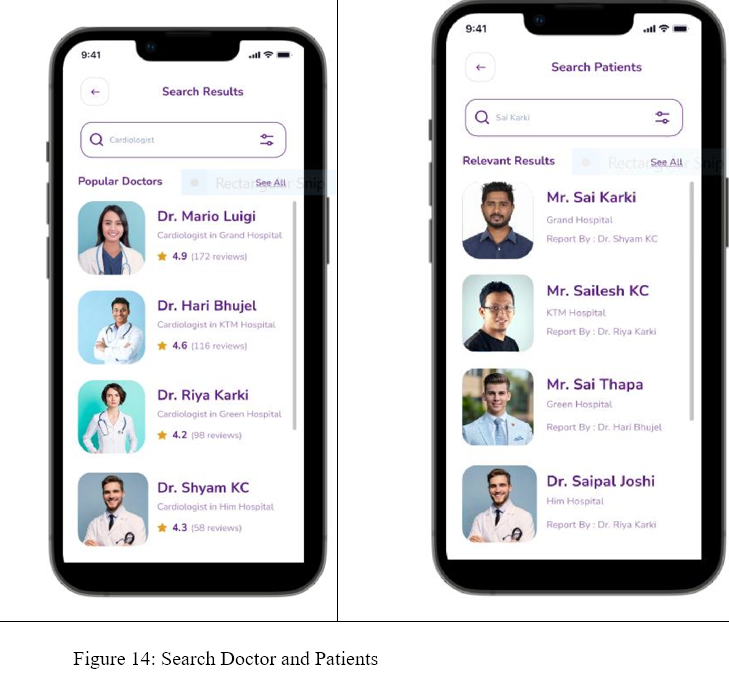 9:41
Search Results
Cardiologist
Popular Doctors
See All
Rectangular Snip
Dr. Mario Luigi
Cardiologist in Grand Hospital
4.9 (172 reviews)
Dr. Hari Bhujel
Cardiologist in KTM Hospital
4.6 (116 reviews)
Dr. Riya Karki
Cardiologist in Green Hospital
4.2 (98 reviews)
Dr. Shyam KC
Cardiologist in Him Hospital
4.3 (58 reviews)
9:41
Search Patients
Sai Karki
Relevant Results
See All
Rectangular Snip
Mr. Sai Karki
Grand Hospital
Report By : Dr. Shyam KC
Mr. Sailesh KC
KTM Hospital
Report By : Dr. Riya Karki
Mr. Sai Thapa
Green Hospital
Report By : Dr. Hari Bhujel
Dr. Saipal Joshi
Him Hospital
Report By : Dr. Riya Karki
Figure 14: Search Doctor and Patients